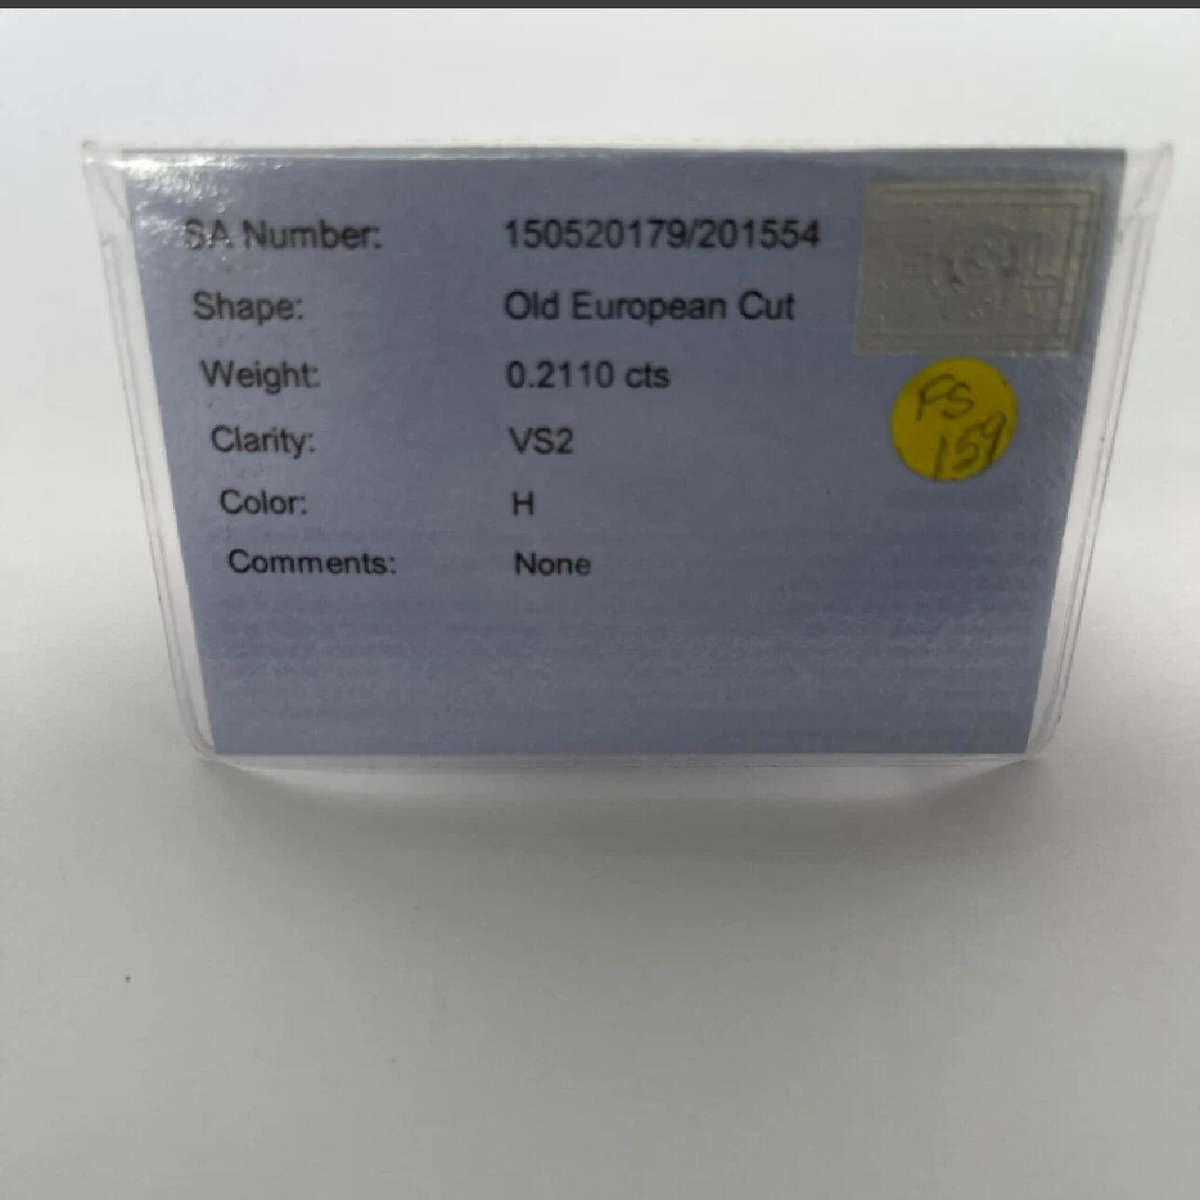 SA Number: 150520179/201554
Shape: Old European Cut
Weight: 0.2110 cts
Clarity: VS2
Color: H
Comments: None
FS
159